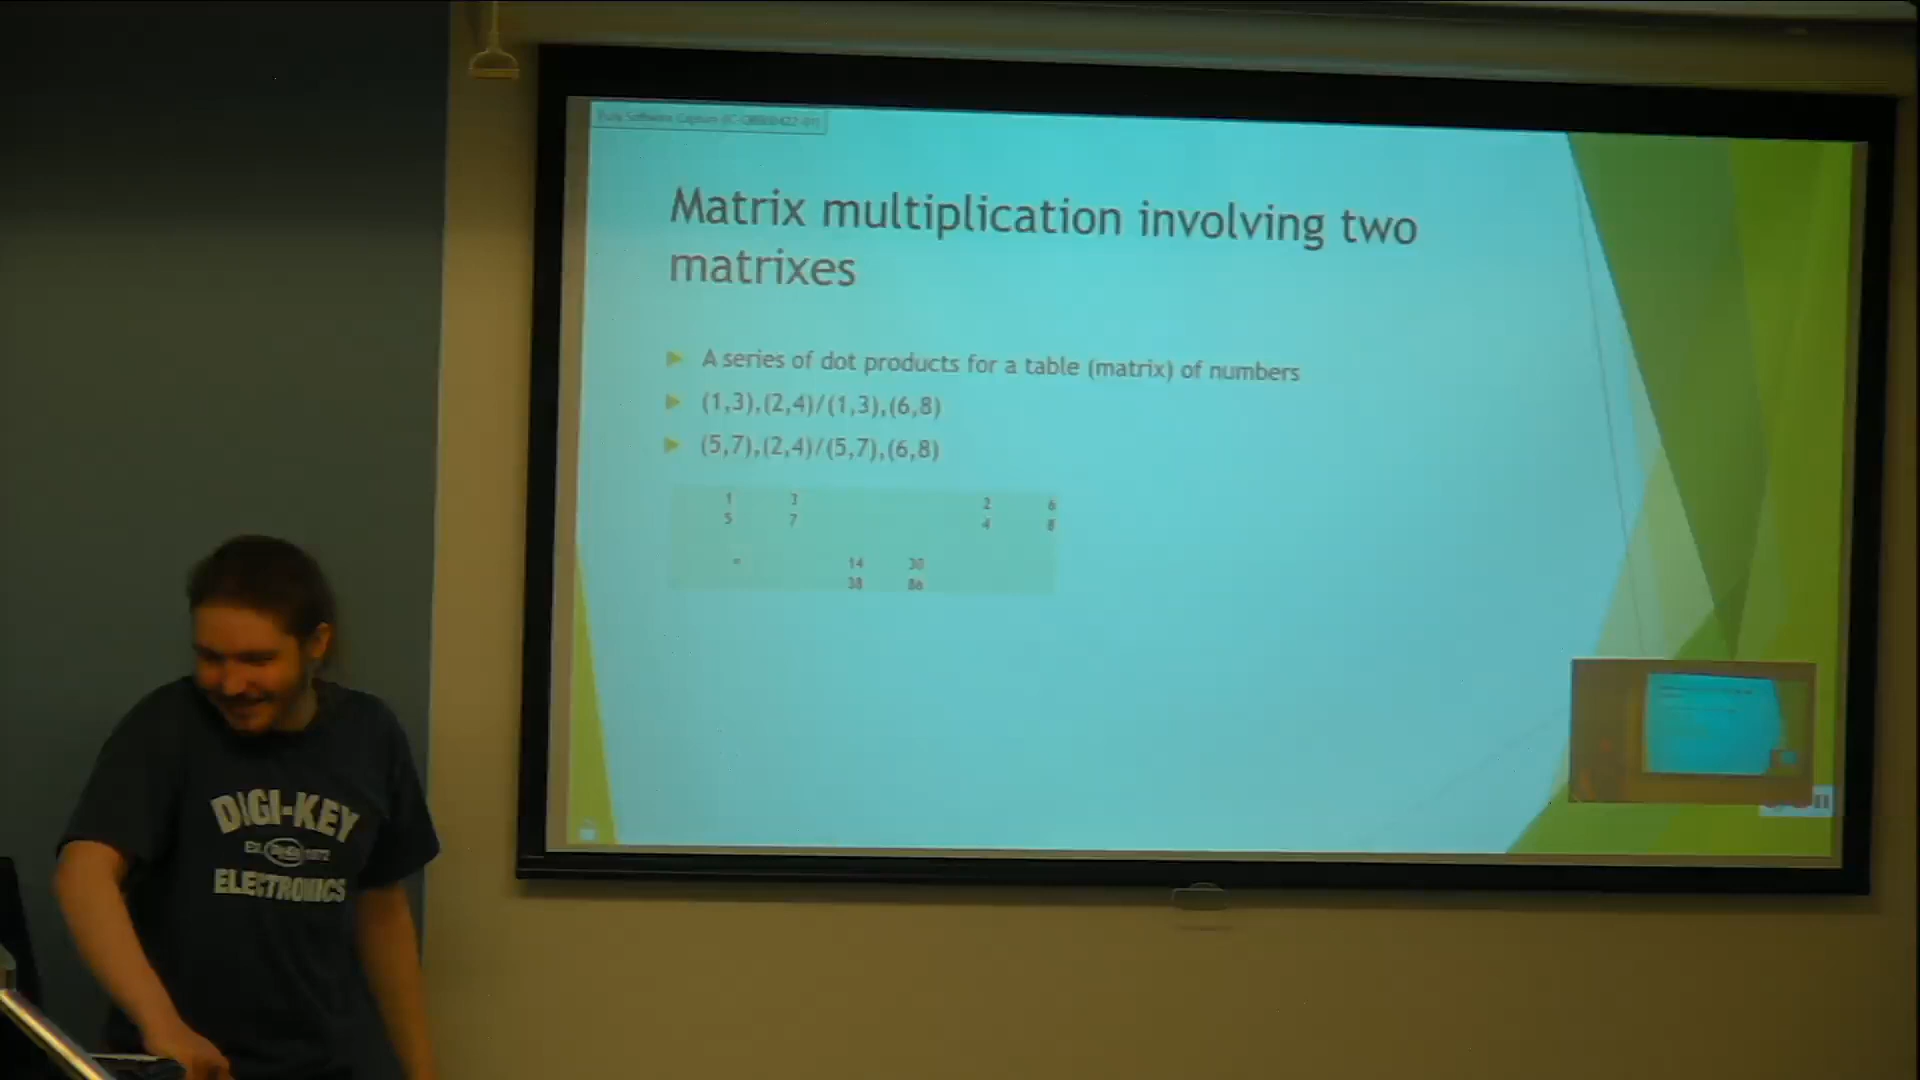 Matrix multiplication involving two
matrixes
A series of dot products for a table (matrix) of numbers
(1,3),(2,4)/(1,3),(6,8)
(5,7),(2,4)/(5,7),(6,8)
1 3 2 6
5 7 4 8
= 14 30
38 86
DIGI-KEY
ELECTRONICS